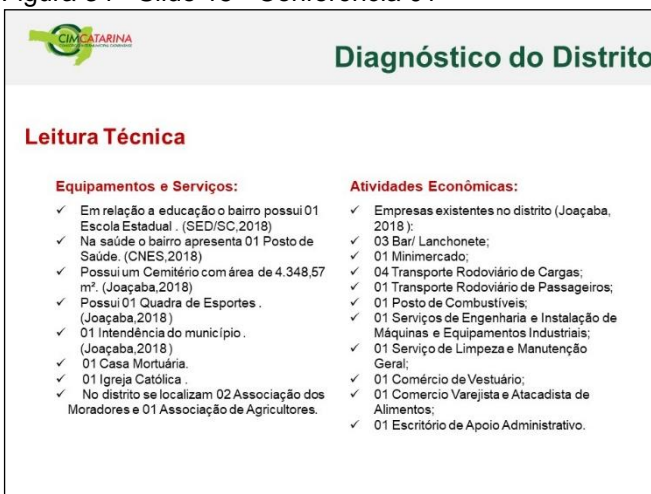 CIMCATARINA
Diagnóstico do Distrito
Leitura Técnica
Equipamentos e Serviços:
✓ Em relação a educação o bairro possui 01
Escola Estadual . (SED/SC,2018)
✓ Na saúde o bairro apresenta 01 Posto de
Saúde. (CNES,2018)
✓ Possui um Cemitério com área de 4.348,57
m². (Joaçaba,2018)
✓ Possui 01 Quadra de Esportes .
(Joaçaba,2018)
✓ 01 Intendência do município .
(Joaçaba,2018)
✓ 01 Casa Mortuária.
✓ 01 Igreja Católica .
✓ No distrito se localizam 02 Associação dos
Moradores e 01 Associação de Agricultores.
Atividades Econômicas:
✓ Empresas existentes no distrito (Joaçaba,
2018 ):
✓ 03 Bar/ Lanchonete;
✓ 01 Minimercado;
✓ 04 Transporte Rodoviário de Cargas;
✓ 01 Transporte Rodoviário de Passageiros;
✓ 01 Posto de Combustíveis;
✓ 01 Serviços de Engenharia e Instalação de
Máquinas e Equipamentos Industriais;
✓ 01 Serviço de Limpeza e Manutenção
Geral;
✓ 01 Comércio de Vestuário;
✓ 01 Comercio Varejista e Atacadista de
Alimentos;
✓ 01 Escritório de Apoio Administrativo.